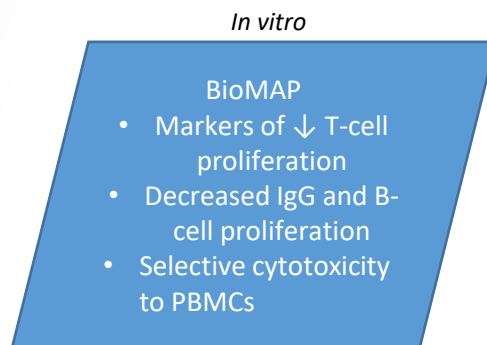 In vitro
BioMAP
• Markers of ↓ T-cell
proliferation
• Decreased IgG and B-
cell proliferation
• Selective cytotoxicity
to PBMCs